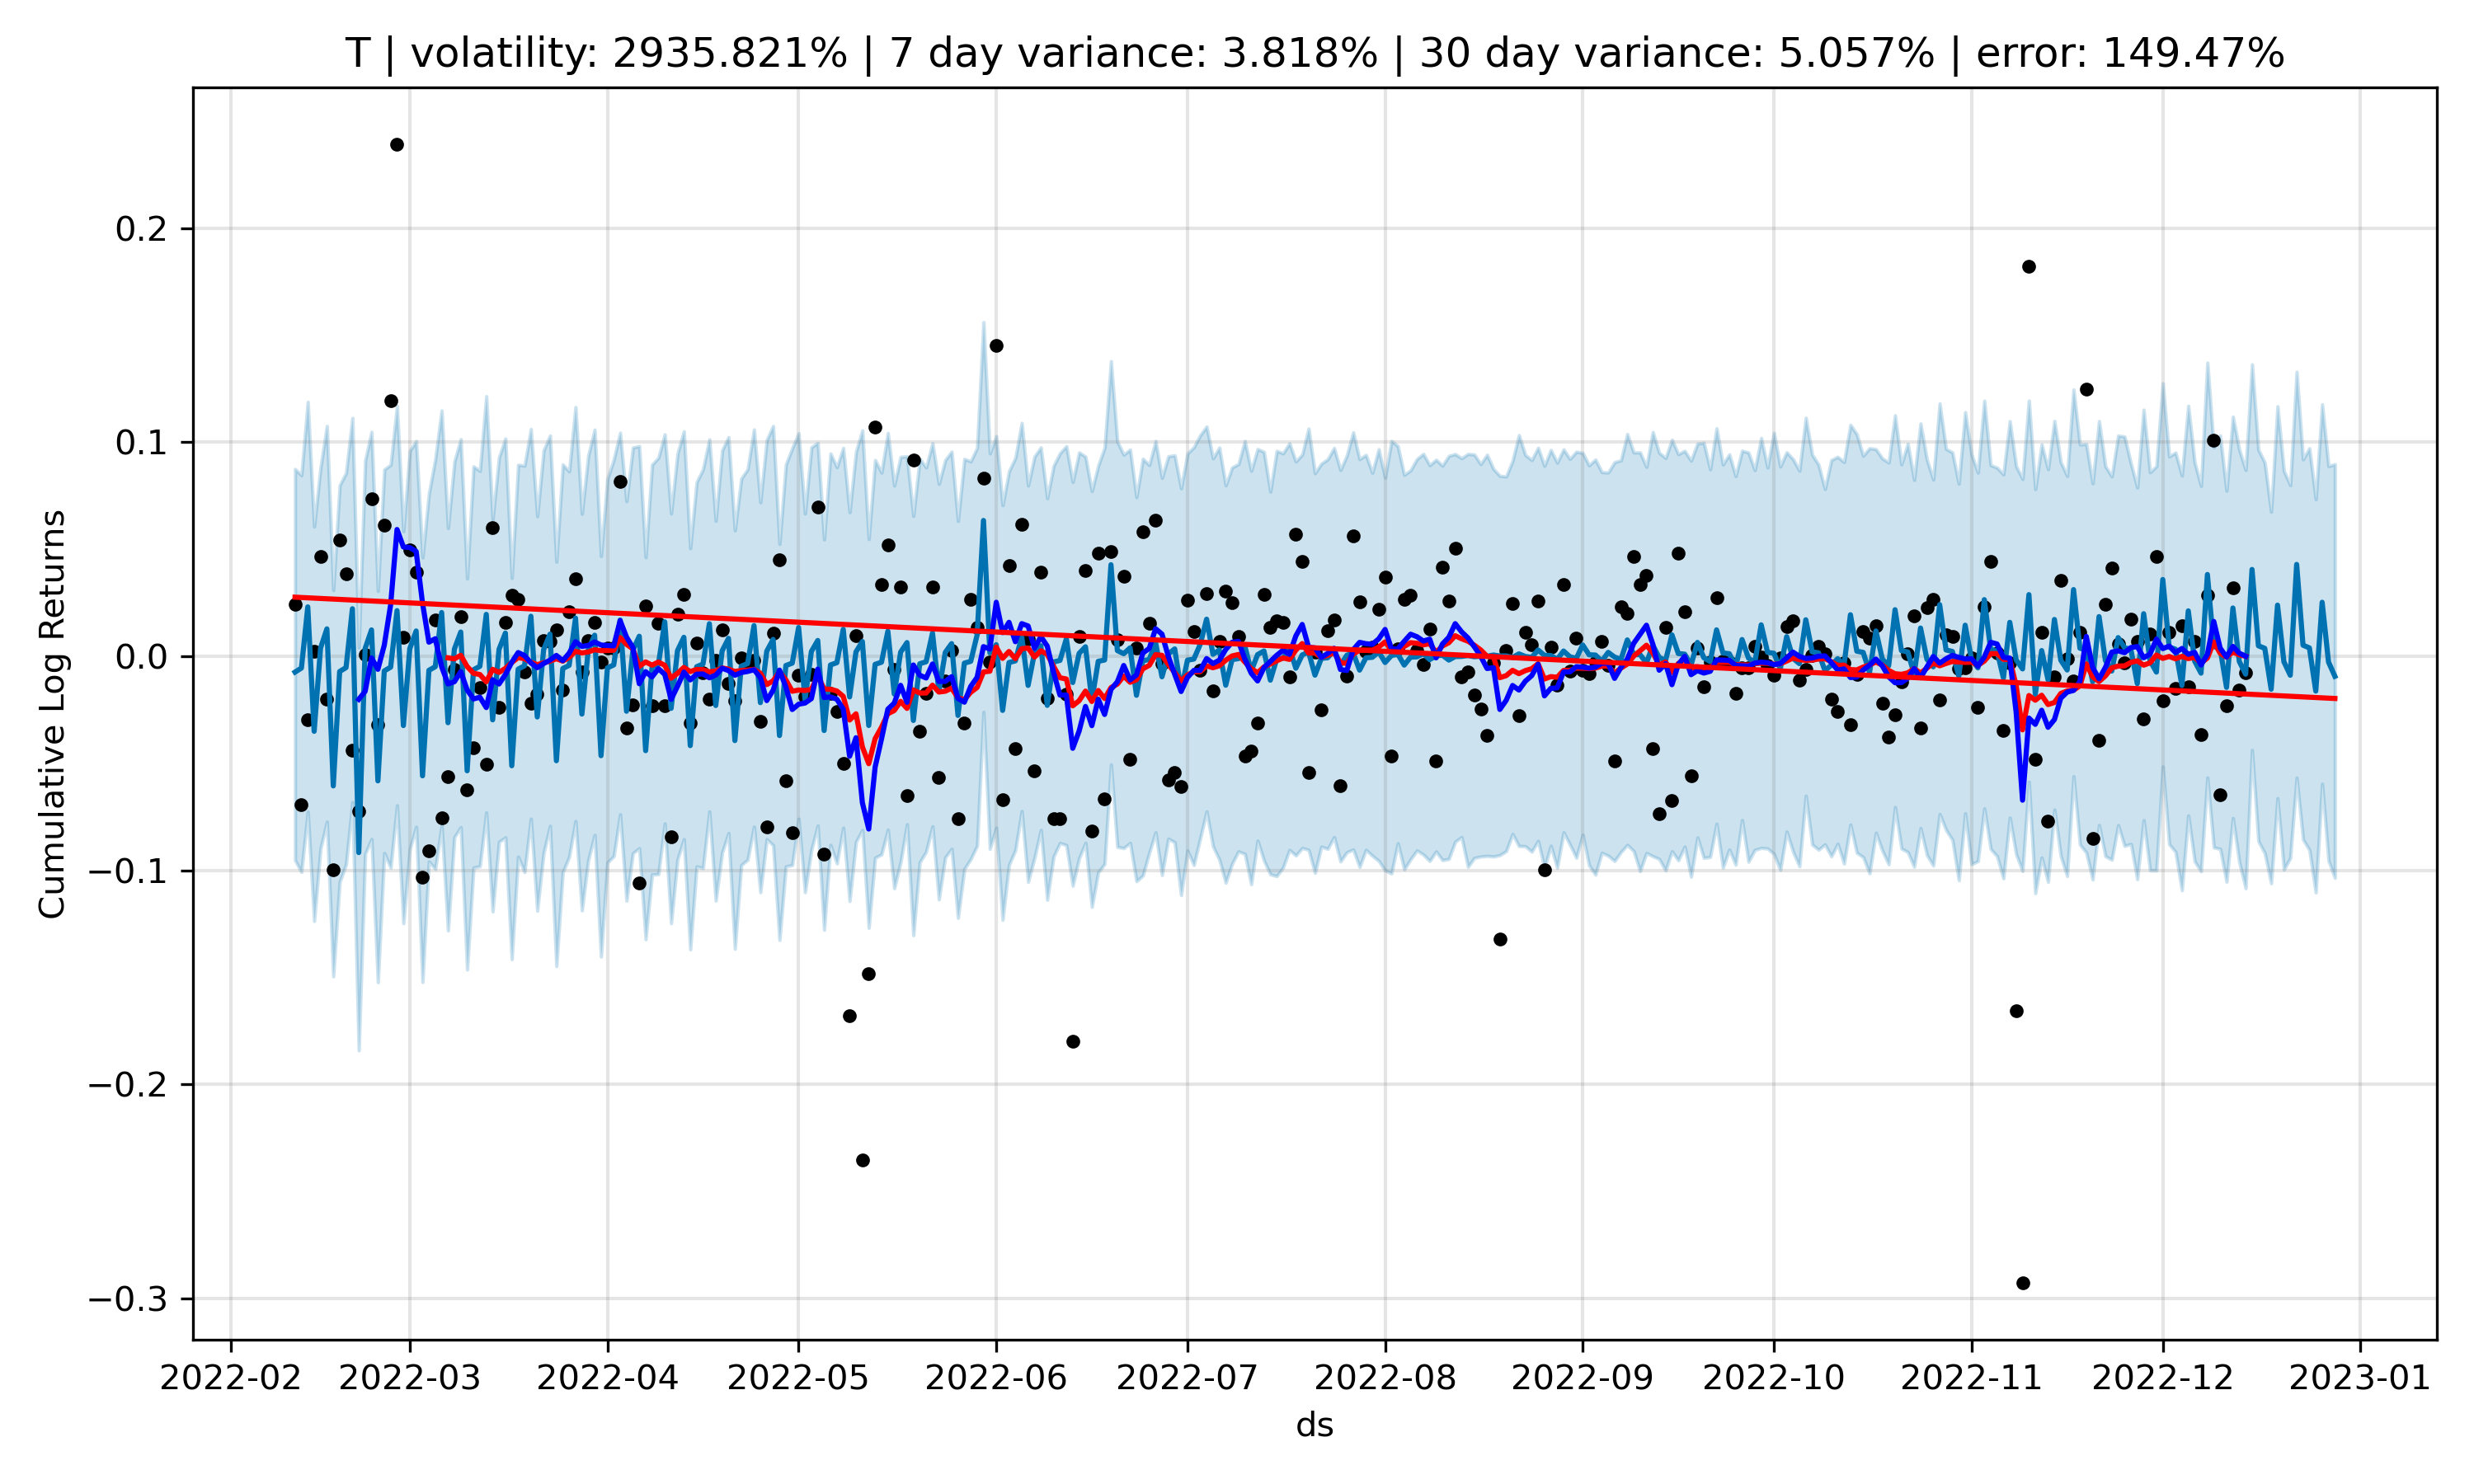 T | volatility: 2935.821% | 7 day variance: 3.818% | 30 day variance: 5.057% | error: 149.47%
Cumulative Log Returns
0.2
0.1
0.0
−0.1
−0.2
−0.3
2022-02 2022-03 2022-04 2022-05 2022-06 2022-07 2022-08 2022-09 2022-10 2022-11 2022-12 2023-01
ds